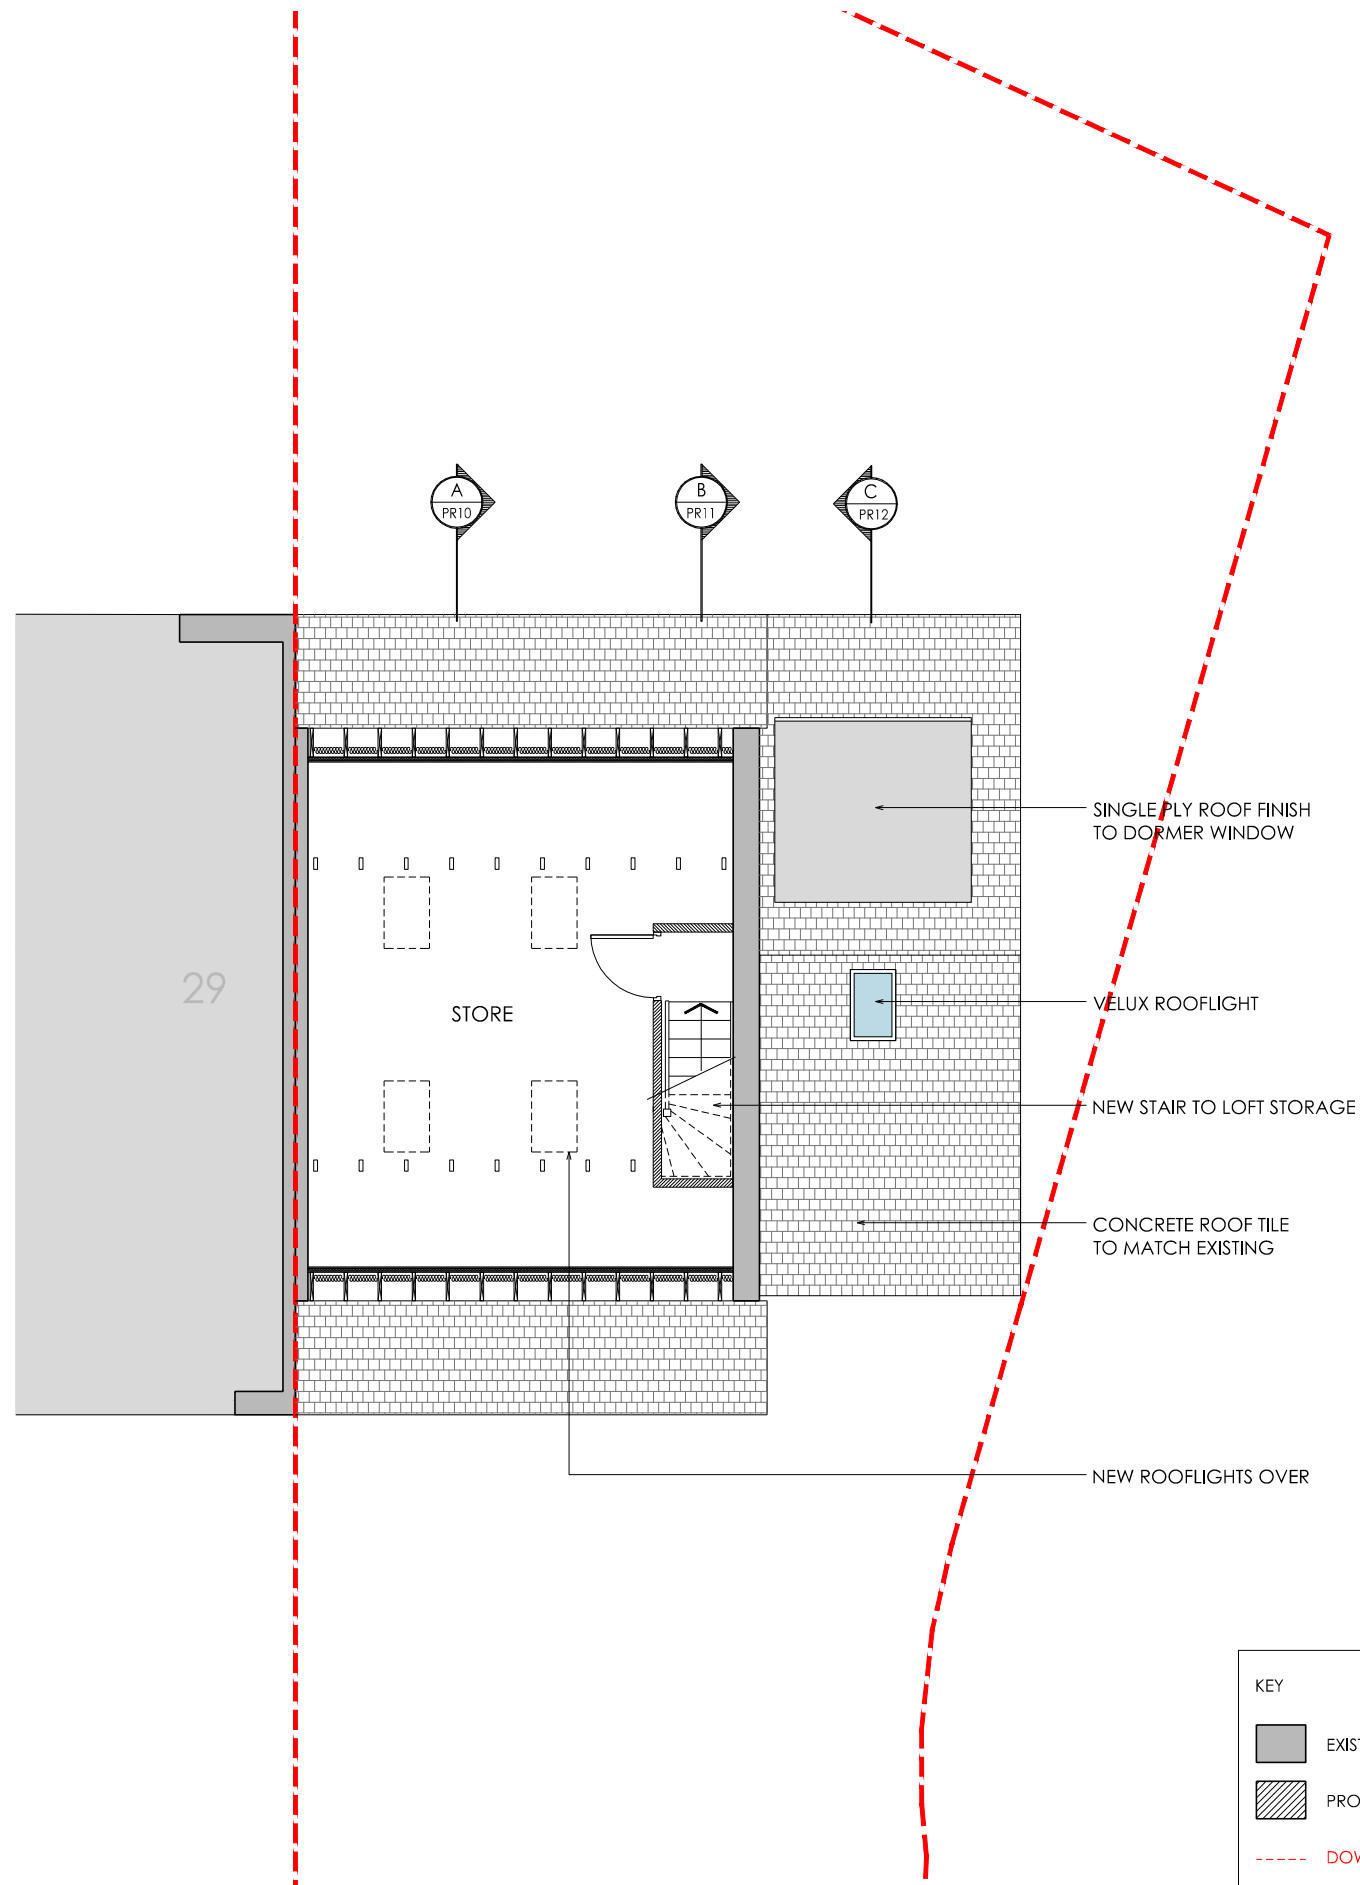 A
PR10
B
PR11
C
PR12
SINGLE PLY ROOF FINISH
TO DORMER WINDOW
29
STORE
VELUX ROOFLIGHT
NEW STAIR TO LOFT STORAGE
CONCRETE ROOF TILE
TO MATCH EXISTING
NEW ROOFLIGHTS OVER
KEY